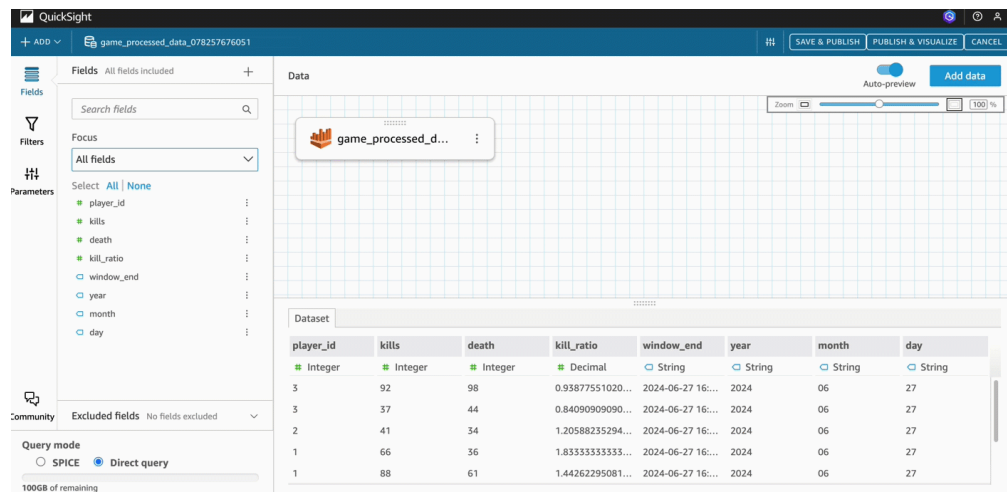 QuickSight
+ ADD
game_processed_data_078257676051
SAVE & PUBLISH
PUBLISH & VISUALIZE
CANCEL
Fields
Filters
Parameters
Community
Fields All fields included
Search fields
Focus
All fields
Select All | None
# player_id
# kills
# death
# kill_ratio
window_end
year
month
day
Excluded fields No fields excluded
Query mode
SPICE Direct query
100GB of remaining
Data
Auto-preview
Add data
Zoom 100 %
game_processed_d...
Dataset
player_id kills death kill_ratio window_end year month day
# Integer # Integer # Integer # Decimal String String String String
3 92 98 0.93877551020... 2024-06-27 16:... 2024 06 27
3 37 44 0.84090909090... 2024-06-27 16:... 2024 06 27
2 41 34 1.20588235294... 2024-06-27 16:... 2024 06 27
1 66 36 1.83333333333... 2024-06-27 16:... 2024 06 27
1 88 61 1.44262295081... 2024-06-27 16:... 2024 06 27